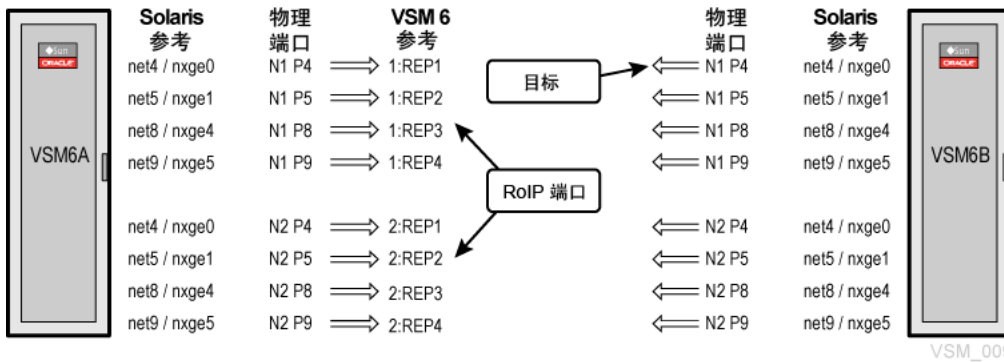 Solaris 物理 VSM 6 物理 Solaris
参考 端口 参考 端口 参考
Sun ORACLE net4 / nxge0 N1 P4 1:REP1 目标 N1 P4 net4 / nxge0 Sun ORACLE
net5 / nxge1 N1 P5 1:REP2 N1 P5 net5 / nxge1
net8 / nxge4 N1 P8 1:REP3 N1 P8 net8 / nxge4
VSM6A net9 / nxge5 N1 P9 1:REP4 N1 P9 net9 / nxge5 VSM6B
RoIP 端口
net4 / nxge0 N2 P4 2:REP1 N2 P4 net4 / nxge0
net5 / nxge1 N2 P5 2:REP2 N2 P5 net5 / nxge1
net8 / nxge4 N2 P8 2:REP3 N2 P8 net8 / nxge4
net9 / nxge5 N2 P9 2:REP4 N2 P9 net9 / nxge5